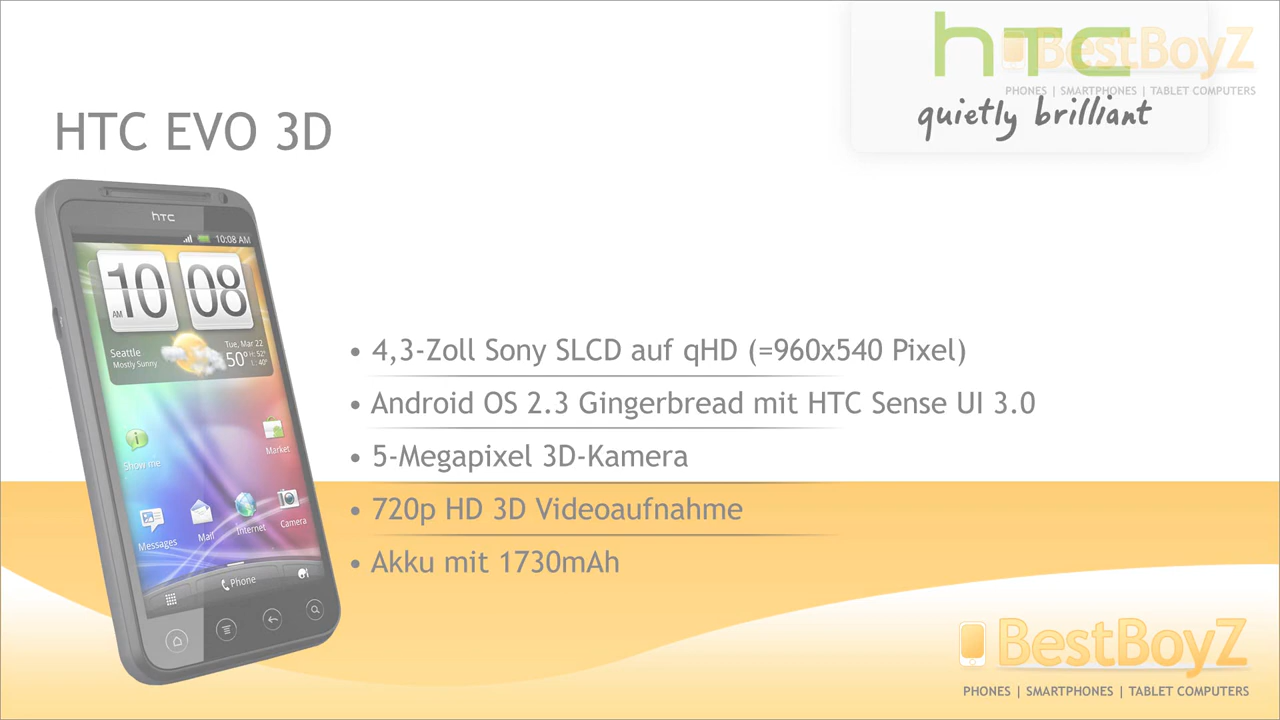 htc
BestBoyZ
PHONES | SMARTPHONES | TABLET COMPUTERS
quietly brilliant
HTC EVO 3D
htc
10:08 AM
10 08
AM
Seattle
Mostly Sunny
Tue, Mar 22
50° H: 52°
L: 40°
Show me
Market
Messages
Mail
Internet
Camera
Phone
• 4,3-Zoll Sony SLCD auf qHD (=960x540 Pixel)
• Android OS 2.3 Gingerbread mit HTC Sense UI 3.0
• 5-Megapixel 3D-Kamera
• 720p HD 3D Videoaufnahme
• Akku mit 1730mAh
BestBoyZ
PHONES | SMARTPHONES | TABLET COMPUTERS